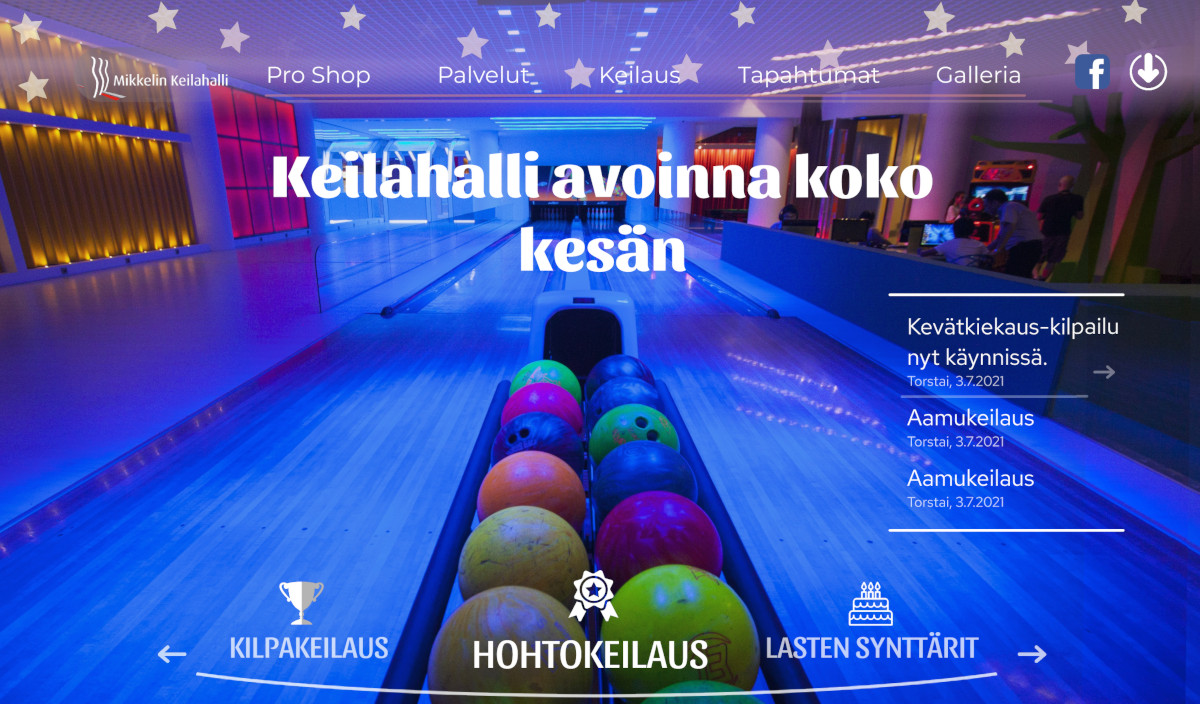 Mikkelin Keilahalli
Pro Shop
Palvelut
Keilaus
Tapahtumat
Galleria
f
Keilahalli avoinna koko
kesän
Kevätkiekaus-kilpailu
nyt käynnissä.
Torstai, 3.7.2021
Aamukeilaus
Torstai, 3.7.2021
Aamukeilaus
Torstai, 3.7.2021
KILPAKEILAUS
HOHTOKEILAUS
LASTEN SYNTTÄRIT